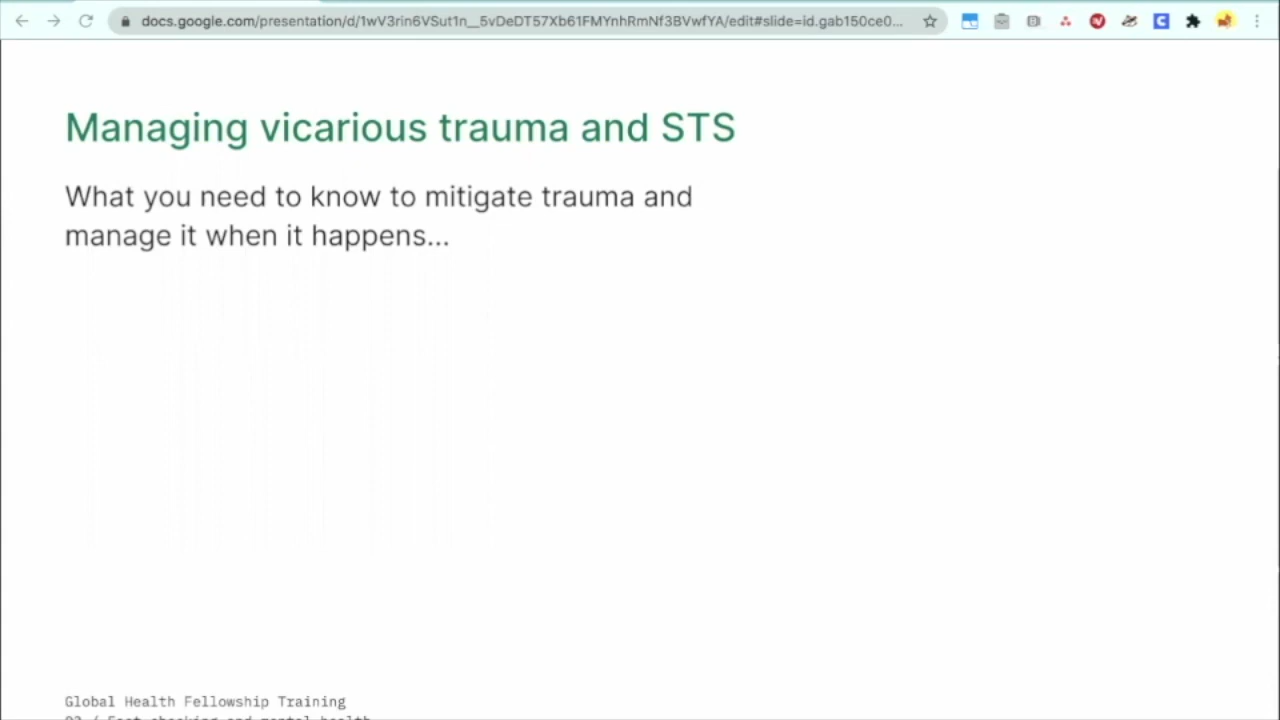 docs.google.com/presentation/d/1wV3rin6VSut1n__5vDeDT57Xb61FMYnhRmNf3BVwfYA/edit#slide=id.gab150ce0...
Managing vicarious trauma and STS
What you need to know to mitigate trauma and
manage it when it happens...
Global Health Fellowship Training